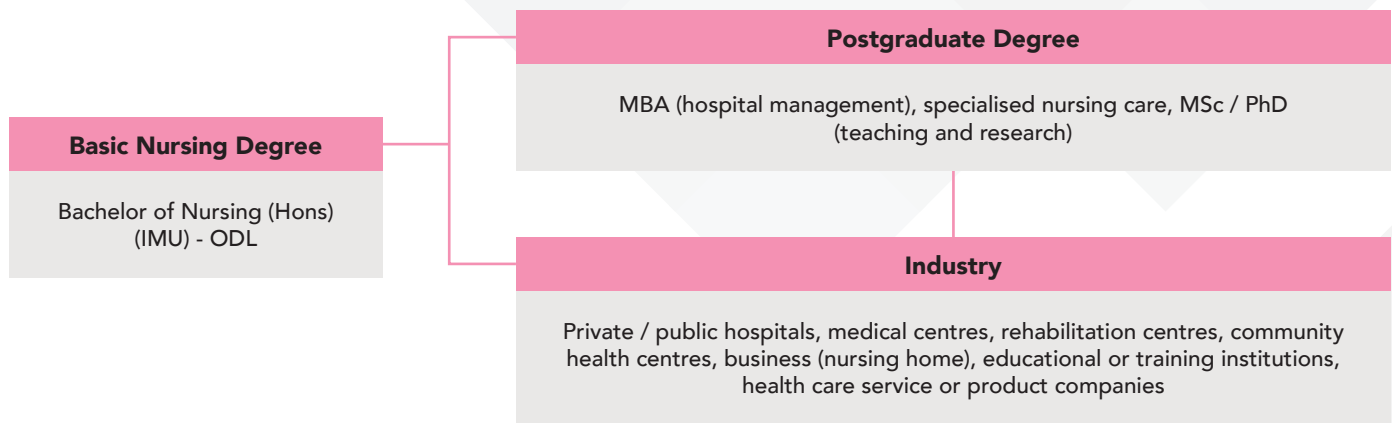 Postgraduate Degree
MBA (hospital management), specialised nursing care, MSc / PhD
(teaching and research)
Basic Nursing Degree
Bachelor of Nursing (Hons)
(IMU) - ODL
Industry
Private / public hospitals, medical centres, rehabilitation centres, community
health centres, business (nursing home), educational or training institutions,
health care service or product companies